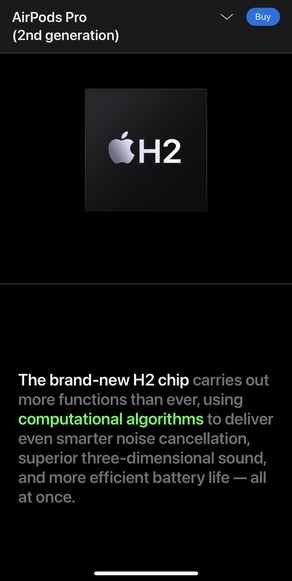 AirPods Pro
(2nd generation)
Buy
H2
The brand-new H2 chip carries out
more functions than ever, using
computational algorithms to deliver
even smarter noise cancellation,
superior three-dimensional sound,
and more efficient battery life — all
at once.